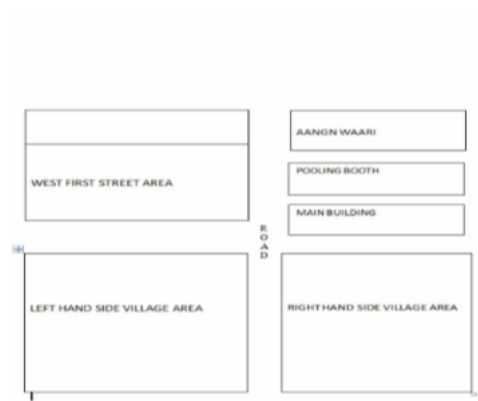 AANGN WAARI
WEST FIRST STREET AREA
POOLING BOOTH
MAIN BUILDING
ROAD
LEFT HAND SIDE VILLAGE AREA
RIGHT HAND SIDE VILLAGE AREA